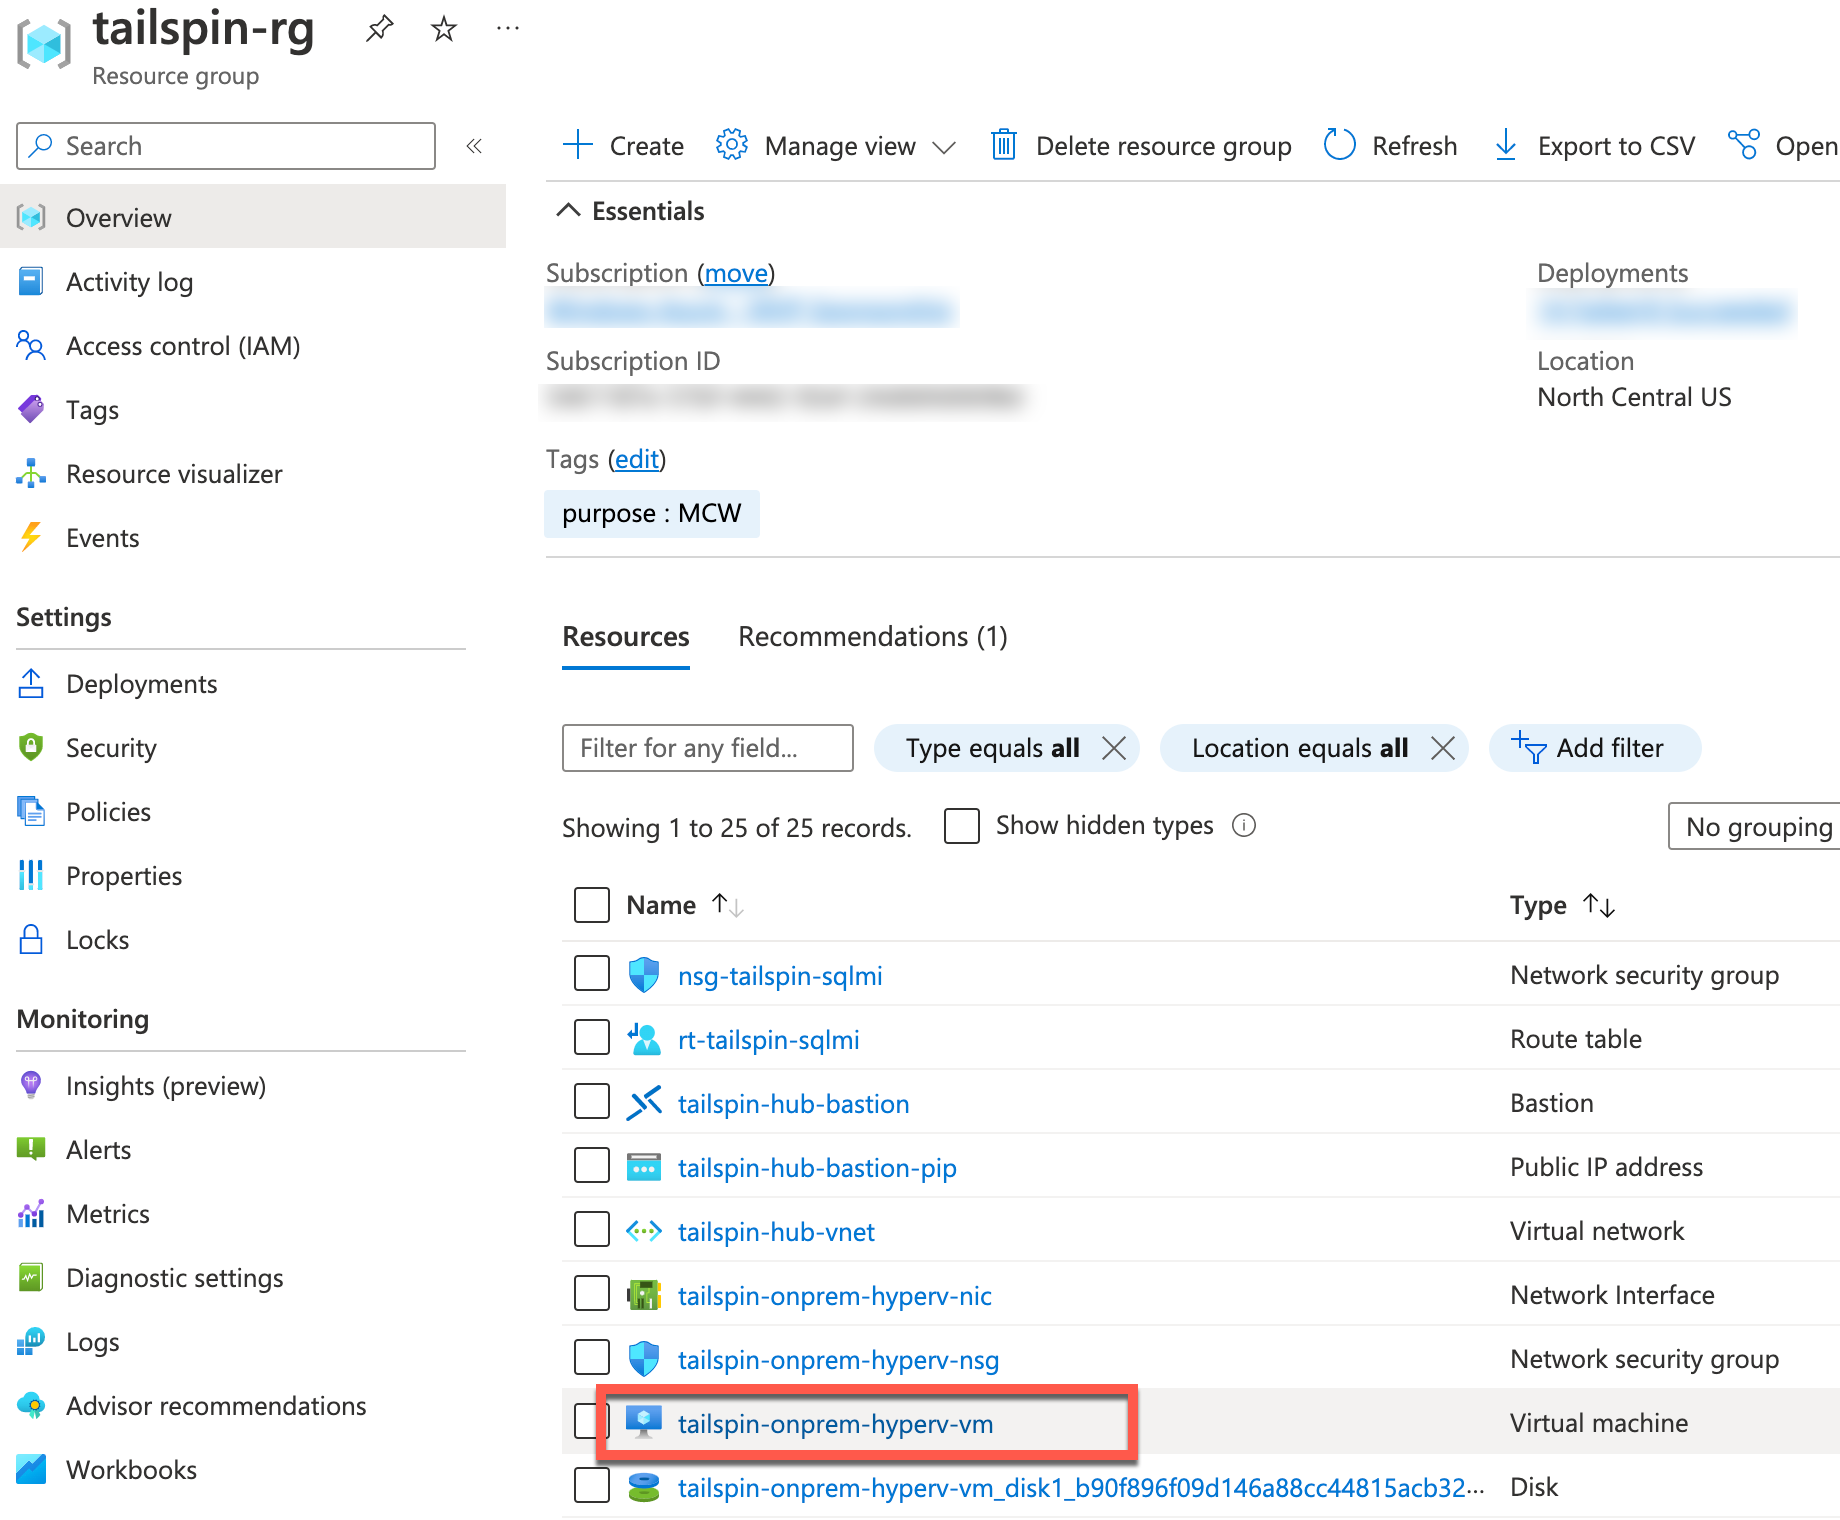 tailspin-rg
Resource group
Search
Overview
Activity log
Access control (IAM)
Tags
Resource visualizer
Events
Settings
Deployments
Security
Policies
Properties
Locks
Monitoring
Insights (preview)
Alerts
Metrics
Diagnostic settings
Logs
Advisor recommendations
Workbooks
Create Manage view Delete resource group Refresh Export to CSV Open
Essentials
Subscription (move)
Subscription ID
Tags (edit)
purpose : MCW
Deployments
Location
North Central US
Resources Recommendations (1)
Filter for any field... Type equals all Location equals all Add filter
Showing 1 to 25 of 25 records. Show hidden types No grouping
Name Type
nsg-tailspin-sqlmi Network security group
rt-tailspin-sqlmi Route table
tailspin-hub-bastion Bastion
tailspin-hub-bastion-pip Public IP address
tailspin-hub-vnet Virtual network
tailspin-onprem-hyperv-nic Network Interface
tailspin-onprem-hyperv-nsg Network security group
tailspin-onprem-hyperv-vm Virtual machine
tailspin-onprem-hyperv-vm_disk1_b90f896f09d146a88cc44815acb32... Disk